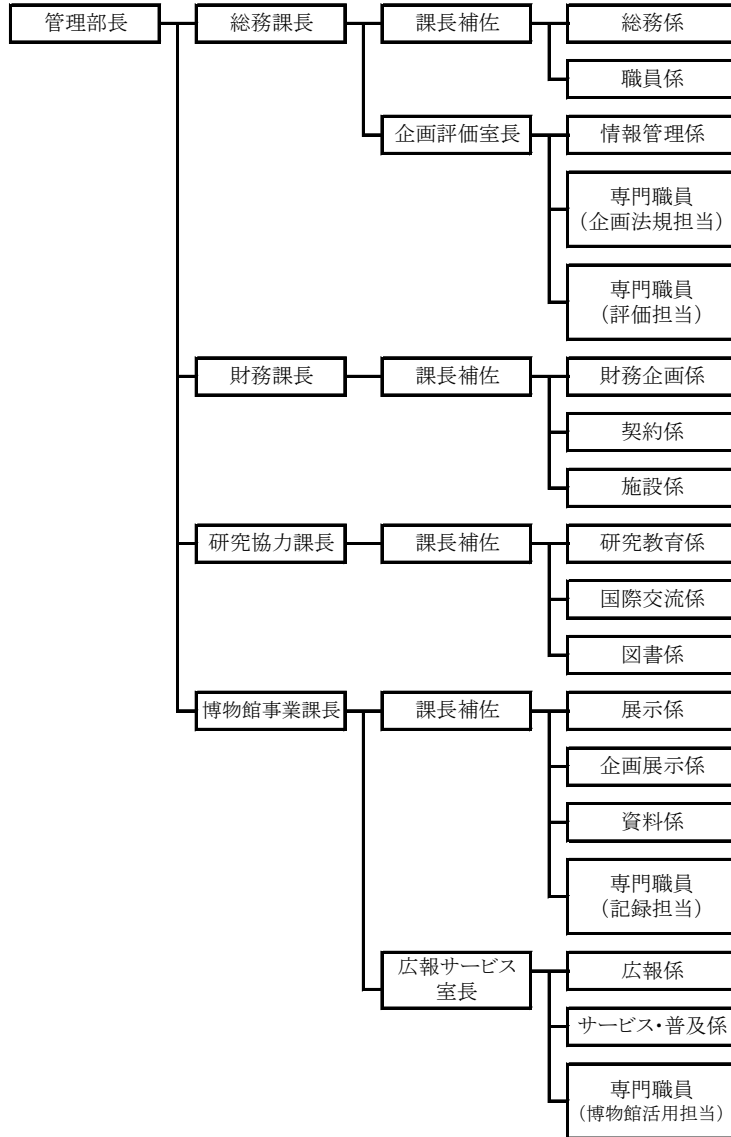 管理部長
総務課長
課長補佐
総務係
職員係
企画評価室長
情報管理係
専門職員
（企画法規担当）
専門職員
（評価担当）
財務課長
課長補佐
財務企画係
契約係
施設係
研究協力課長
課長補佐
研究教育係
国際交流係
図書係
博物館事業課長
課長補佐
展示係
企画展示係
資料係
専門職員
（記録担当）
広報サービス
室長
広報係
サービス・普及係
専門職員
（博物館活用担当）